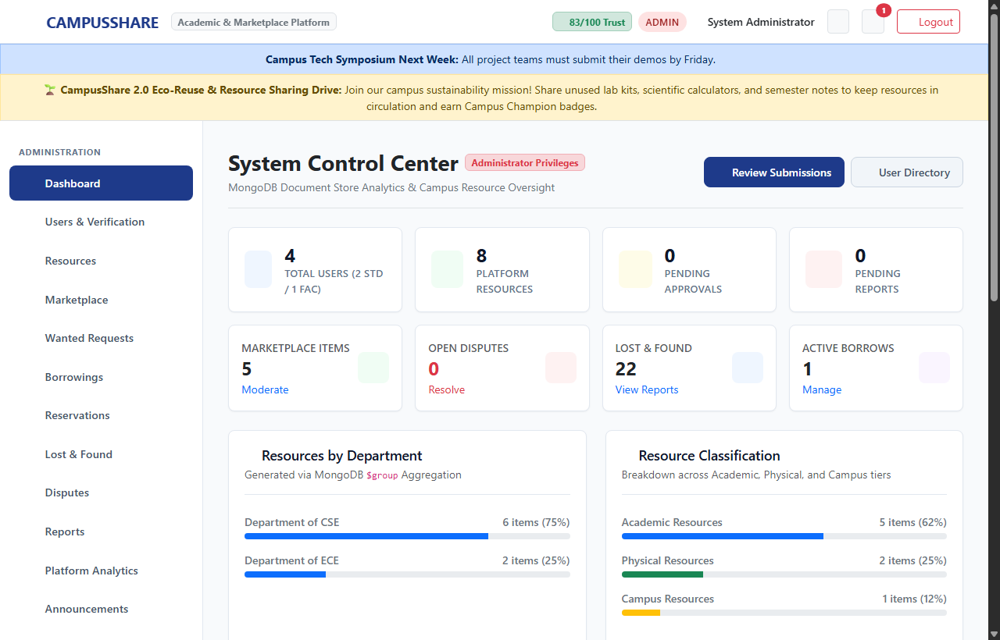 CAMPUSSHARE
Academic & Marketplace Platform
83/100 Trust
ADMIN
System Administrator
1
Logout
Campus Tech Symposium Next Week: All project teams must submit their demos by Friday.
🌱 CampusShare 2.0 Eco-Reuse & Resource Sharing Drive: Join our campus sustainability mission! Share unused lab kits, scientific calculators, and semester notes to keep resources in
circulation and earn Campus Champion badges.
ADMINISTRATION
Dashboard
Users & Verification
Resources
Marketplace
Wanted Requests
Borrowings
Reservations
Lost & Found
Disputes
Reports
Platform Analytics
Announcements
System Control Center
Administrator Privileges
MongoDB Document Store Analytics & Campus Resource Oversight
Review Submissions
User Directory
4
TOTAL USERS (2 STD
/ 1 FAC)
8
PLATFORM
RESOURCES
0
PENDING
APPROVALS
0
PENDING
REPORTS
MARKETPLACE ITEMS
5
Moderate
OPEN DISPUTES
0
Resolve
LOST & FOUND
22
View Reports
ACTIVE BORROWS
1
Manage
Resources by Department
Generated via MongoDB $group Aggregation
Department of CSE 6 items (75%)
Department of ECE 2 items (25%)
Resource Classification
Breakdown across Academic, Physical, and Campus tiers
Academic Resources 5 items (62%)
Physical Resources 2 items (25%)
Campus Resources 1 items (12%)